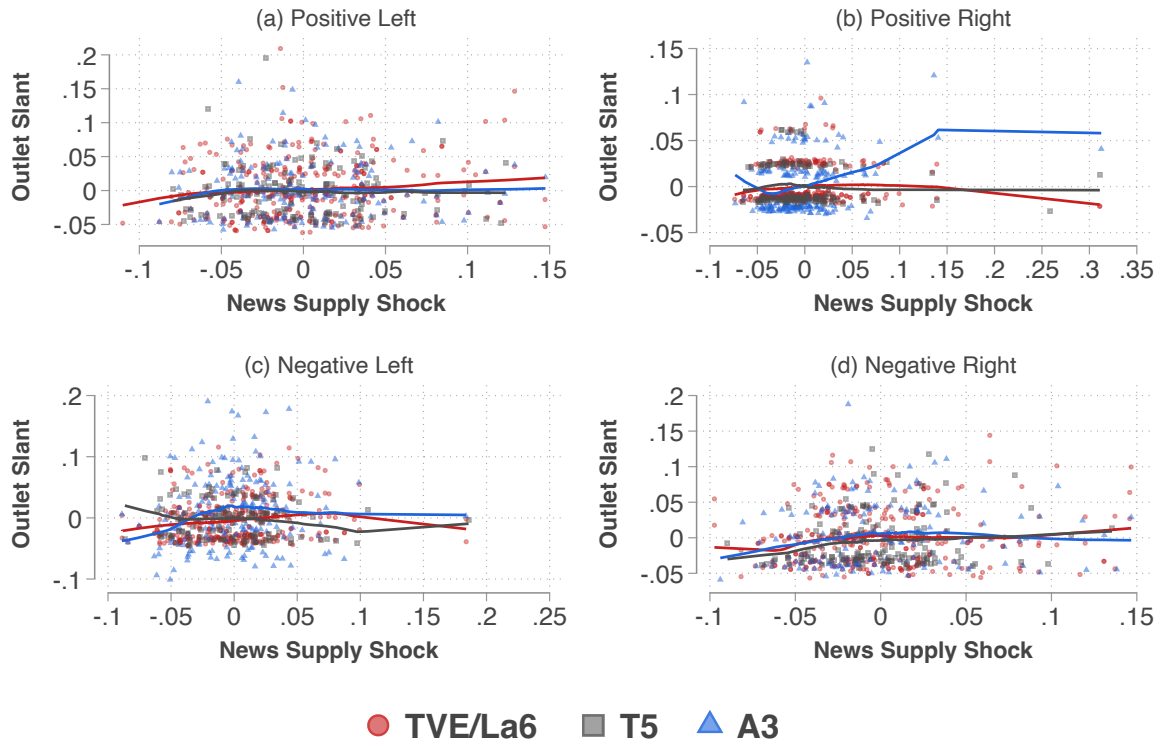 (a) Positive Left
Outlet Slant
.2
.15
.1
.05
0
-.05
-.1 -.05 0 .05 .1 .15
News Supply Shock
(b) Positive Right
Outlet Slant
.15
.1
.05
0
-.05
-.1 -.05 0 .05 .1 .15 .2 .25 .3 .35
News Supply Shock
(c) Negative Left
Outlet Slant
.2
.1
0
-.1
-.1 -.05 0 .05 .1 .15 .2 .25
News Supply Shock
(d) Negative Right
Outlet Slant
.2
.15
.1
.05
0
-.05
-.1 -.05 0 .05 .1 .15
News Supply Shock
TVE/La6 T5 A3